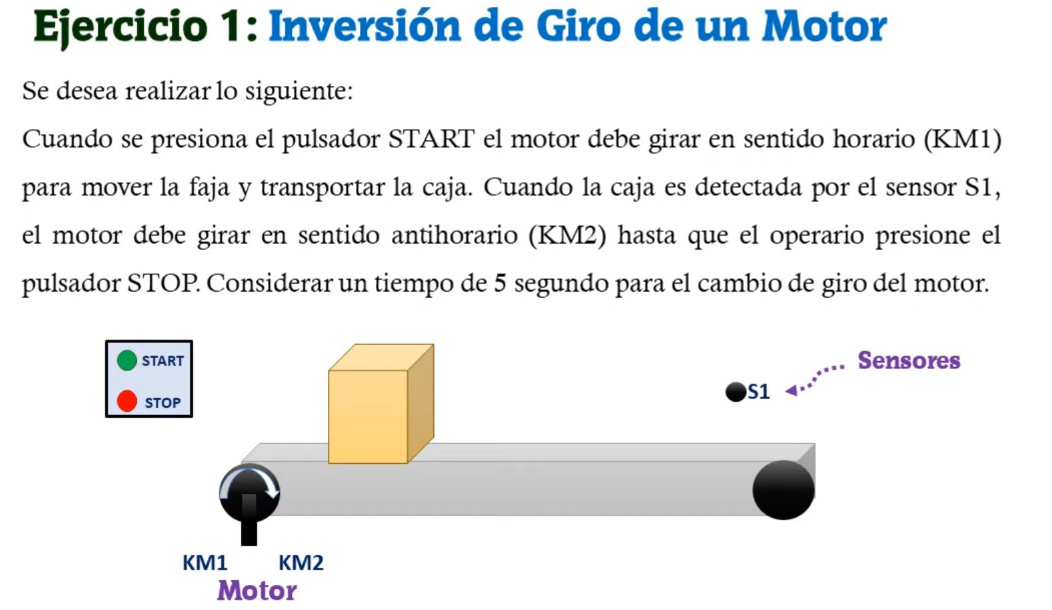 Ejercicio 1: Inversión de Giro de un Motor
Se desea realizar lo siguiente:
Cuando se presiona el pulsador START el motor debe girar en sentido horario (KM1)
para mover la faja y transportar la caja. Cuando la caja es detectada por el sensor S1,
el motor debe girar en sentido antihorario (KM2) hasta que el operario presione el
pulsador STOP. Considerar un tiempo de 5 segundo para el cambio de giro del motor.
START
STOP
Sensores
S1
KM1 KM2
Motor